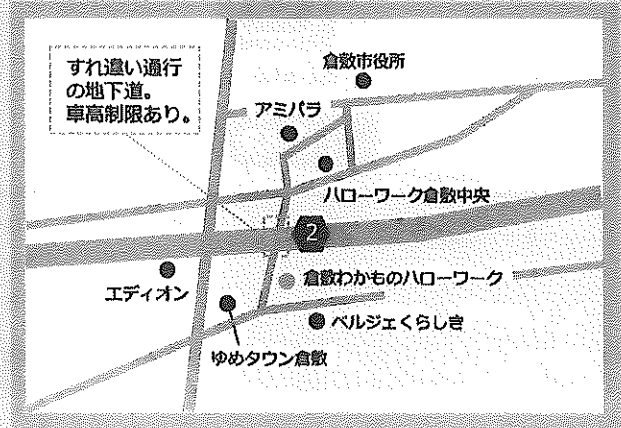 すれ違い通行
の地下道。
車高制限あり。
倉敷市役所
アミパラ
ハローワーク倉敷中央
2
倉敷わかものハローワーク
エディオン
ベルジェくらしき
ゆめタウン倉敷